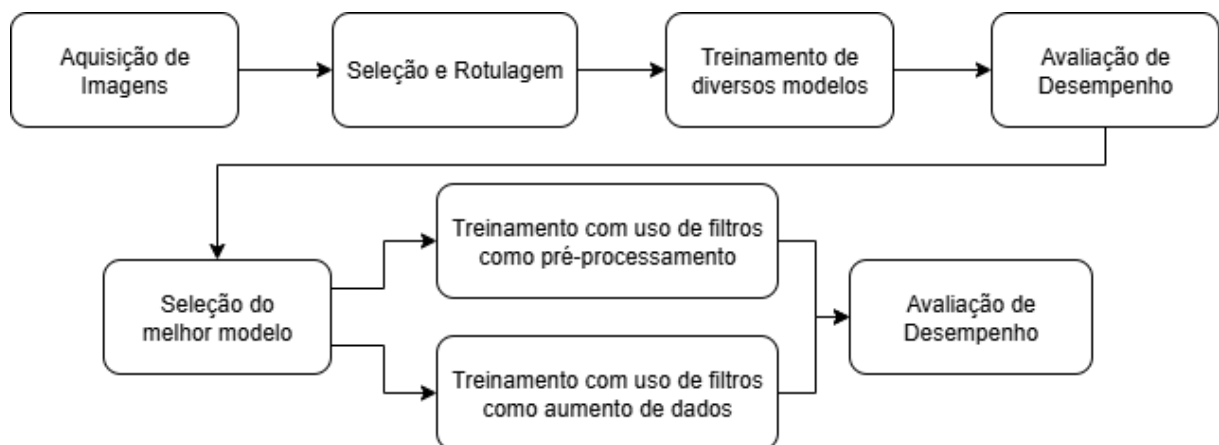 Aquisição de
Imagens
Seleção e Rotulagem
Treinamento de
diversos modelos
Avaliação de
Desempenho
Seleção do
melhor modelo
Treinamento com uso de filtros
como pré-processamento
Treinamento com uso de filtros
como aumento de dados
Avaliação de
Desempenho